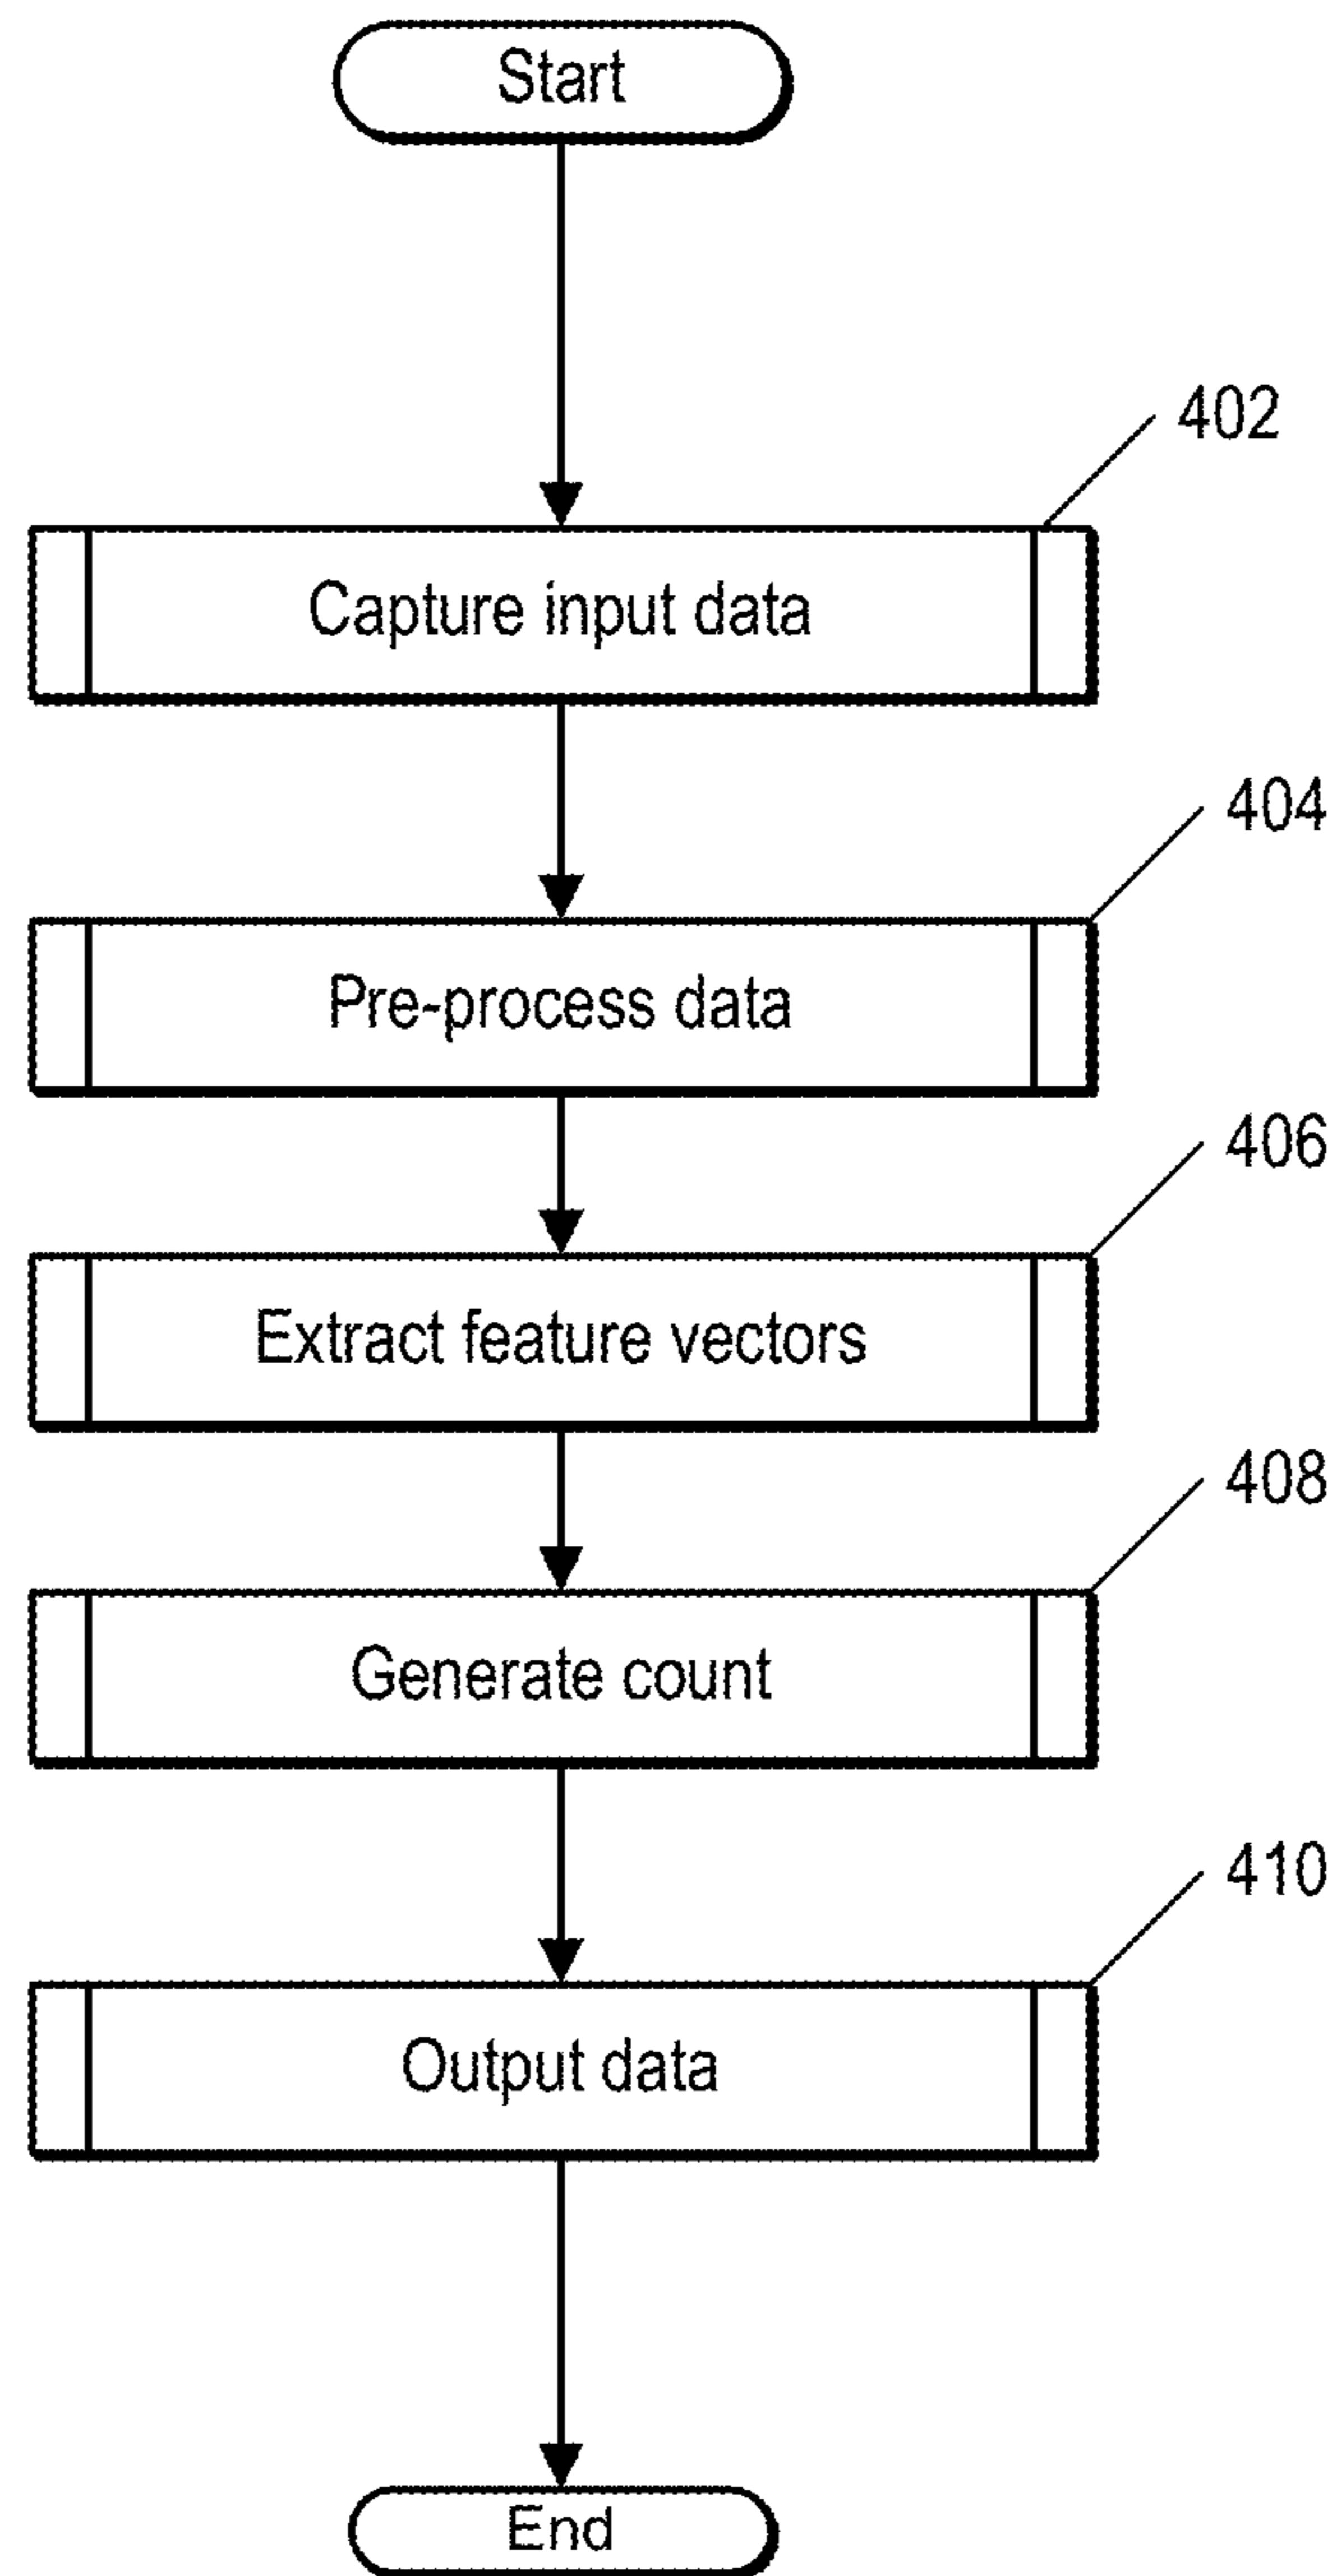 Start
402
Capture input data
404
Pre-process data
406
Extract feature vectors
408
Generate count
410
Output data
End